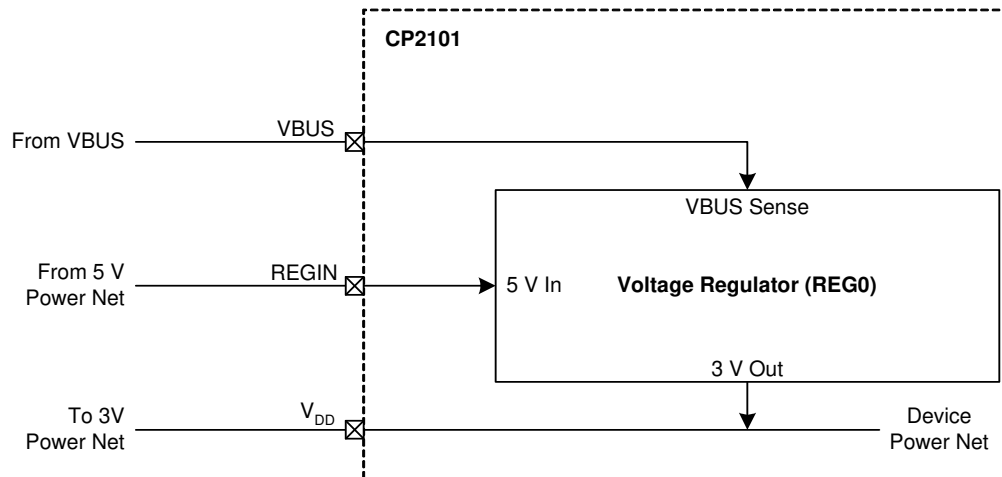 CP2101
From VBUS
VBUS
VBUS Sense
From 5 V
Power Net
REGIN
5 V In
Voltage Regulator (REG0)
3 V Out
To 3V
Power Net
VDD
Device
Power Net